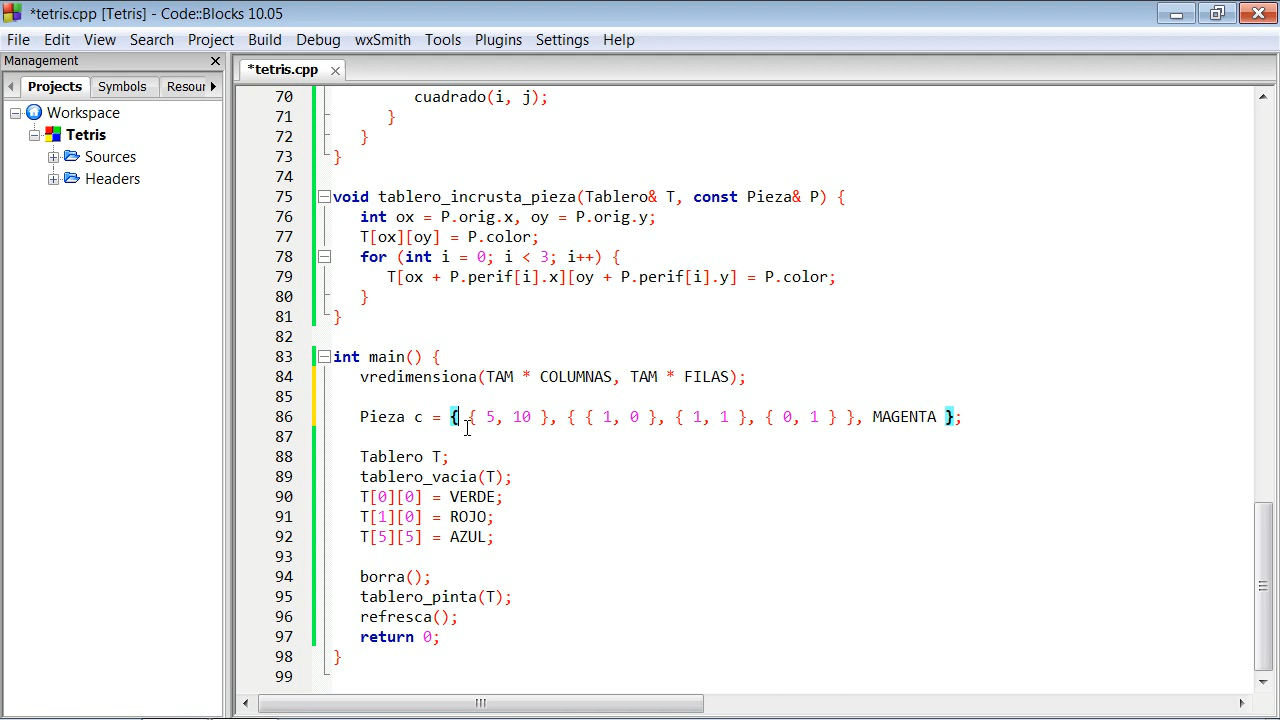 *tetris.cpp [Tetris] - Code::Blocks 10.05
File Edit View Search Project Build Debug wxSmith Tools Plugins Settings Help
Management
*tetris.cpp
Projects Symbols Resour
Workspace
Tetris
Sources
Headers
70 cuadrado(i, j);
71 }
72 }
73 }
74
75 void tablero_incrusta_pieza(Tablero& T, const Pieza& P) {
76 int ox = P.orig.x, oy = P.orig.y;
77 T[ox][oy] = P.color;
78 for (int i = 0; i < 3; i++) {
79 T[ox + P.perif[i].x][oy + P.perif[i].y] = P.color;
80 }
81 }
82
83 int main() {
84 vredimensiona(TAM * COLUMNAS, TAM * FILAS);
85
86 Pieza c = { { 5, 10 }, { { 1, 0 }, { 1, 1 }, { 0, 1 } }, MAGENTA };
87
88 Tablero T;
89 tablero_vacia(T);
90 T[0][0] = VERDE;
91 T[1][0] = ROJO;
92 T[5][5] = AZUL;
93
94 borra();
95 tablero_pinta(T);
96 refresca();
97 return 0;
98 }
99